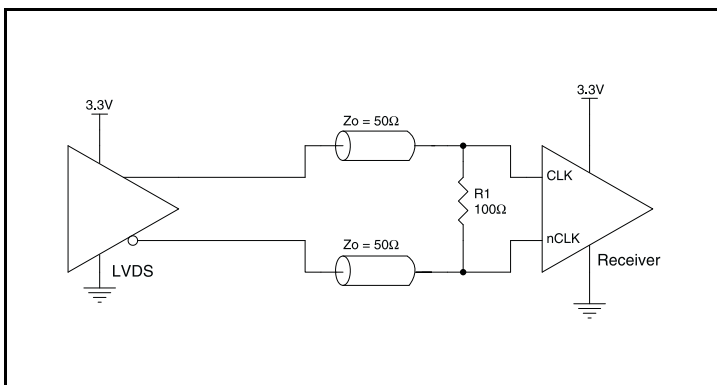 3.3V
3.3V
Zo = 50Ω
CLK
R1
100Ω
nCLK
Zo = 50Ω
LVDS
Receiver